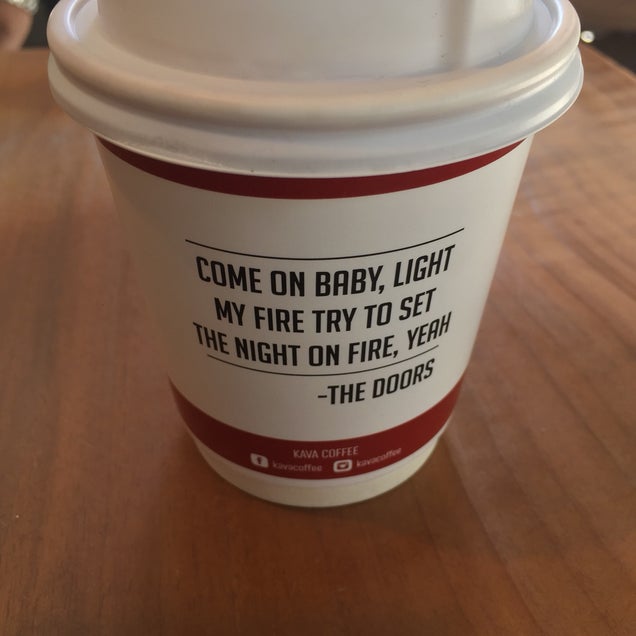 COME ON BABY, LIGHT
MY FIRE TRY TO SET
THE NIGHT ON FIRE, YEAH
-THE DOORS
KAVA COFFEE
f kavacoffee kavacoffee